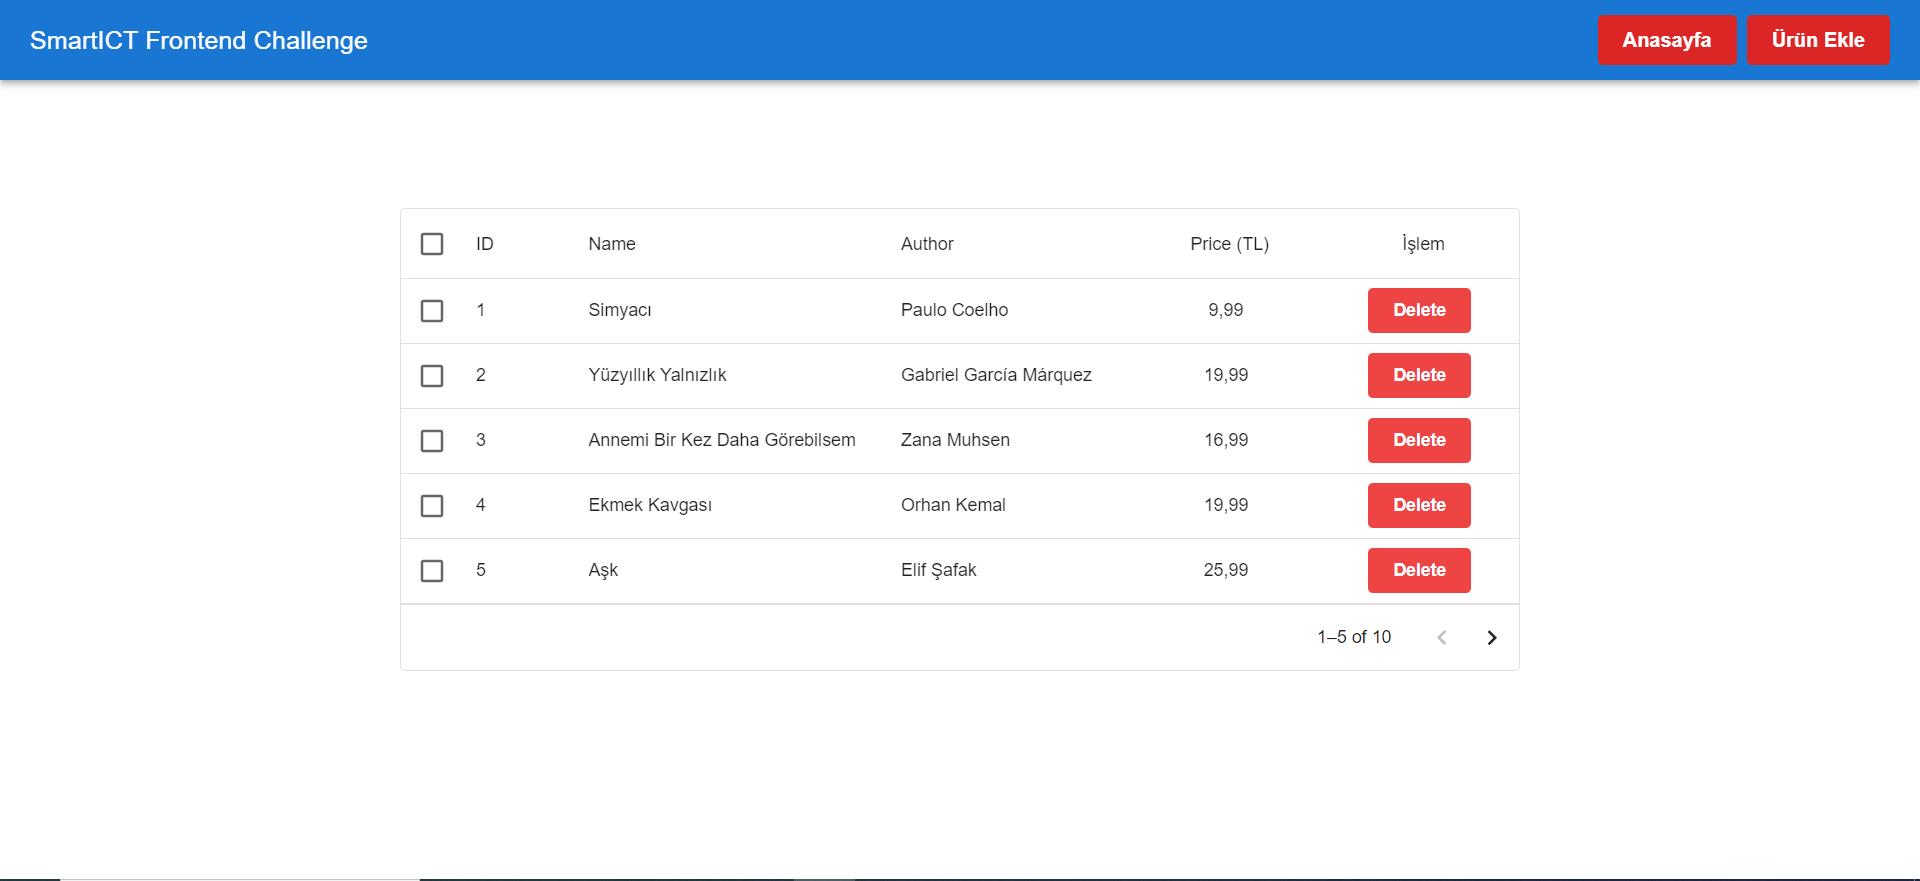 SmartICT Frontend Challenge Anasayfa Ürün Ekle
ID Name Author Price (TL) İşlem
1 Simyacı Paulo Coelho 9,99 Delete
2 Yüzyıllık Yalnızlık Gabriel García Márquez 19,99 Delete
3 Annemi Bir Kez Daha Görebilsem Zana Muhsen 16,99 Delete
4 Ekmek Kavgası Orhan Kemal 19,99 Delete
5 Aşk Elif Şafak 25,99 Delete
1–5 of 10